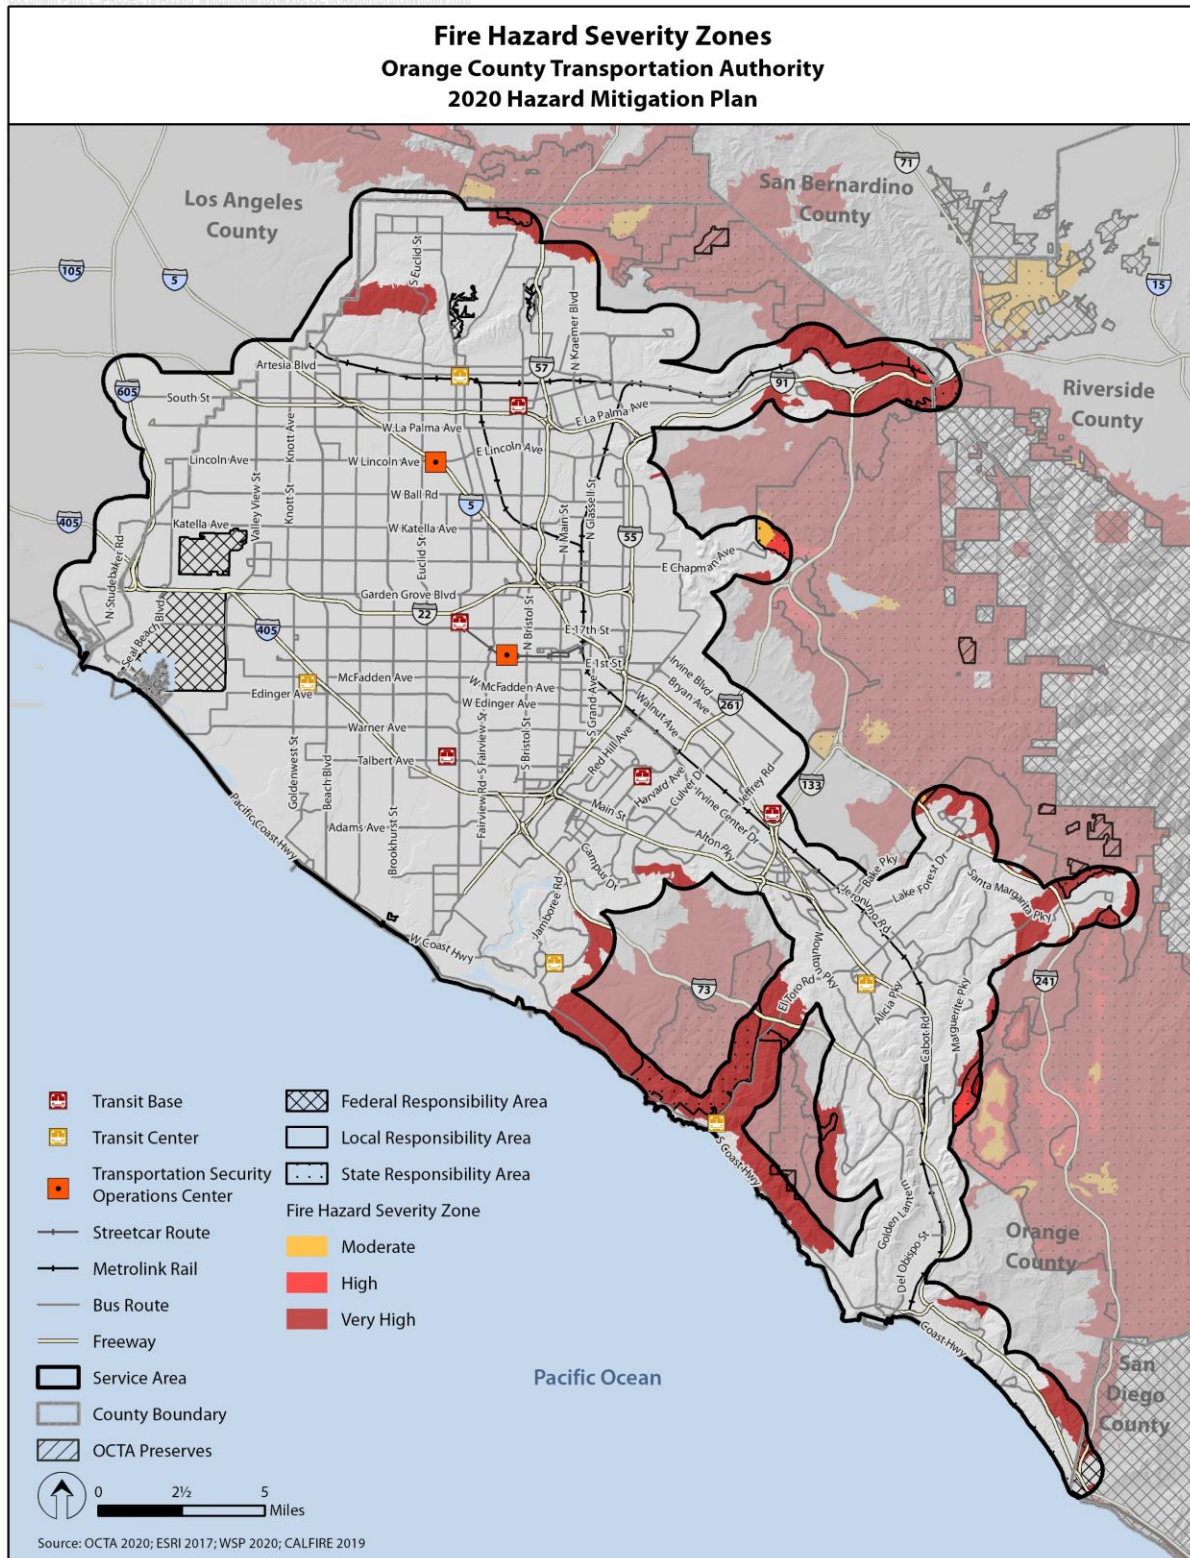 Fire Hazard Severity Zones
Orange County Transportation Authority
2020 Hazard Mitigation Plan
Los Angeles
County
San Bernardino
County
Riverside
County
Orange
County
San
Diego
County
Pacific Ocean
71
105
5
15
57
91
605
405
5
55
22
405
261
133
73
241
S Euclid St
N Kraemer Blvd
Artesia Blvd
South St
W La Palma Ave
E La Palma Ave
Knott Ave
Lincoln Ave
W Lincoln Ave
E Lincoln Ave
Valley View St
Knott St
W Ball Rd
Katella Ave
W Katella Ave
Euclid St
N Main St
N Glassell St
E Chapman Ave
N Studebaker Rd
Garden Grove Blvd
Seal Beach Blvd
N Bristol St
E 17th St
E 1st St
Irvine Blvd
Bryan Ave
McFadden Ave
W McFadden Ave
Edinger Ave
W Edinger Ave
Walnut Ave
Warner Ave
Talbert Ave
S Fairview St
S Bristol St
S Grand Ave
Red Hill Ave
Goldenwest St
Beach Blvd
Brookhurst St
Fairview Rd
Harvard Ave
Culver Dr
Irvine Center Dr
Jeffrey Rd
Main St
Alton Pky
Adams Ave
Pacific Coast Hwy
Campus Dr
Jamboree Rd
W Coast Hwy
Bake Pky
Lake Forest Dr
Jeronimo Rd
Santa Margarita Pky
Moulton Pky
El Toro Rd
Alicia Pky
Cabot Rd
Marguerite Pky
S Coast Hwy
Golden Lantern
Del Obispo St
Coast Hwy
Transit Base
Transit Center
Transportation Security
Operations Center
Streetcar Route
Metrolink Rail
Bus Route
Freeway
Service Area
County Boundary
OCTA Preserves
Federal Responsibility Area
Local Responsibility Area
State Responsibility Area
Fire Hazard Severity Zone
Moderate
High
Very High
0 2½ 5
Miles
Source: OCTA 2020; ESRI 2017; WSP 2020; CALFIRE 2019